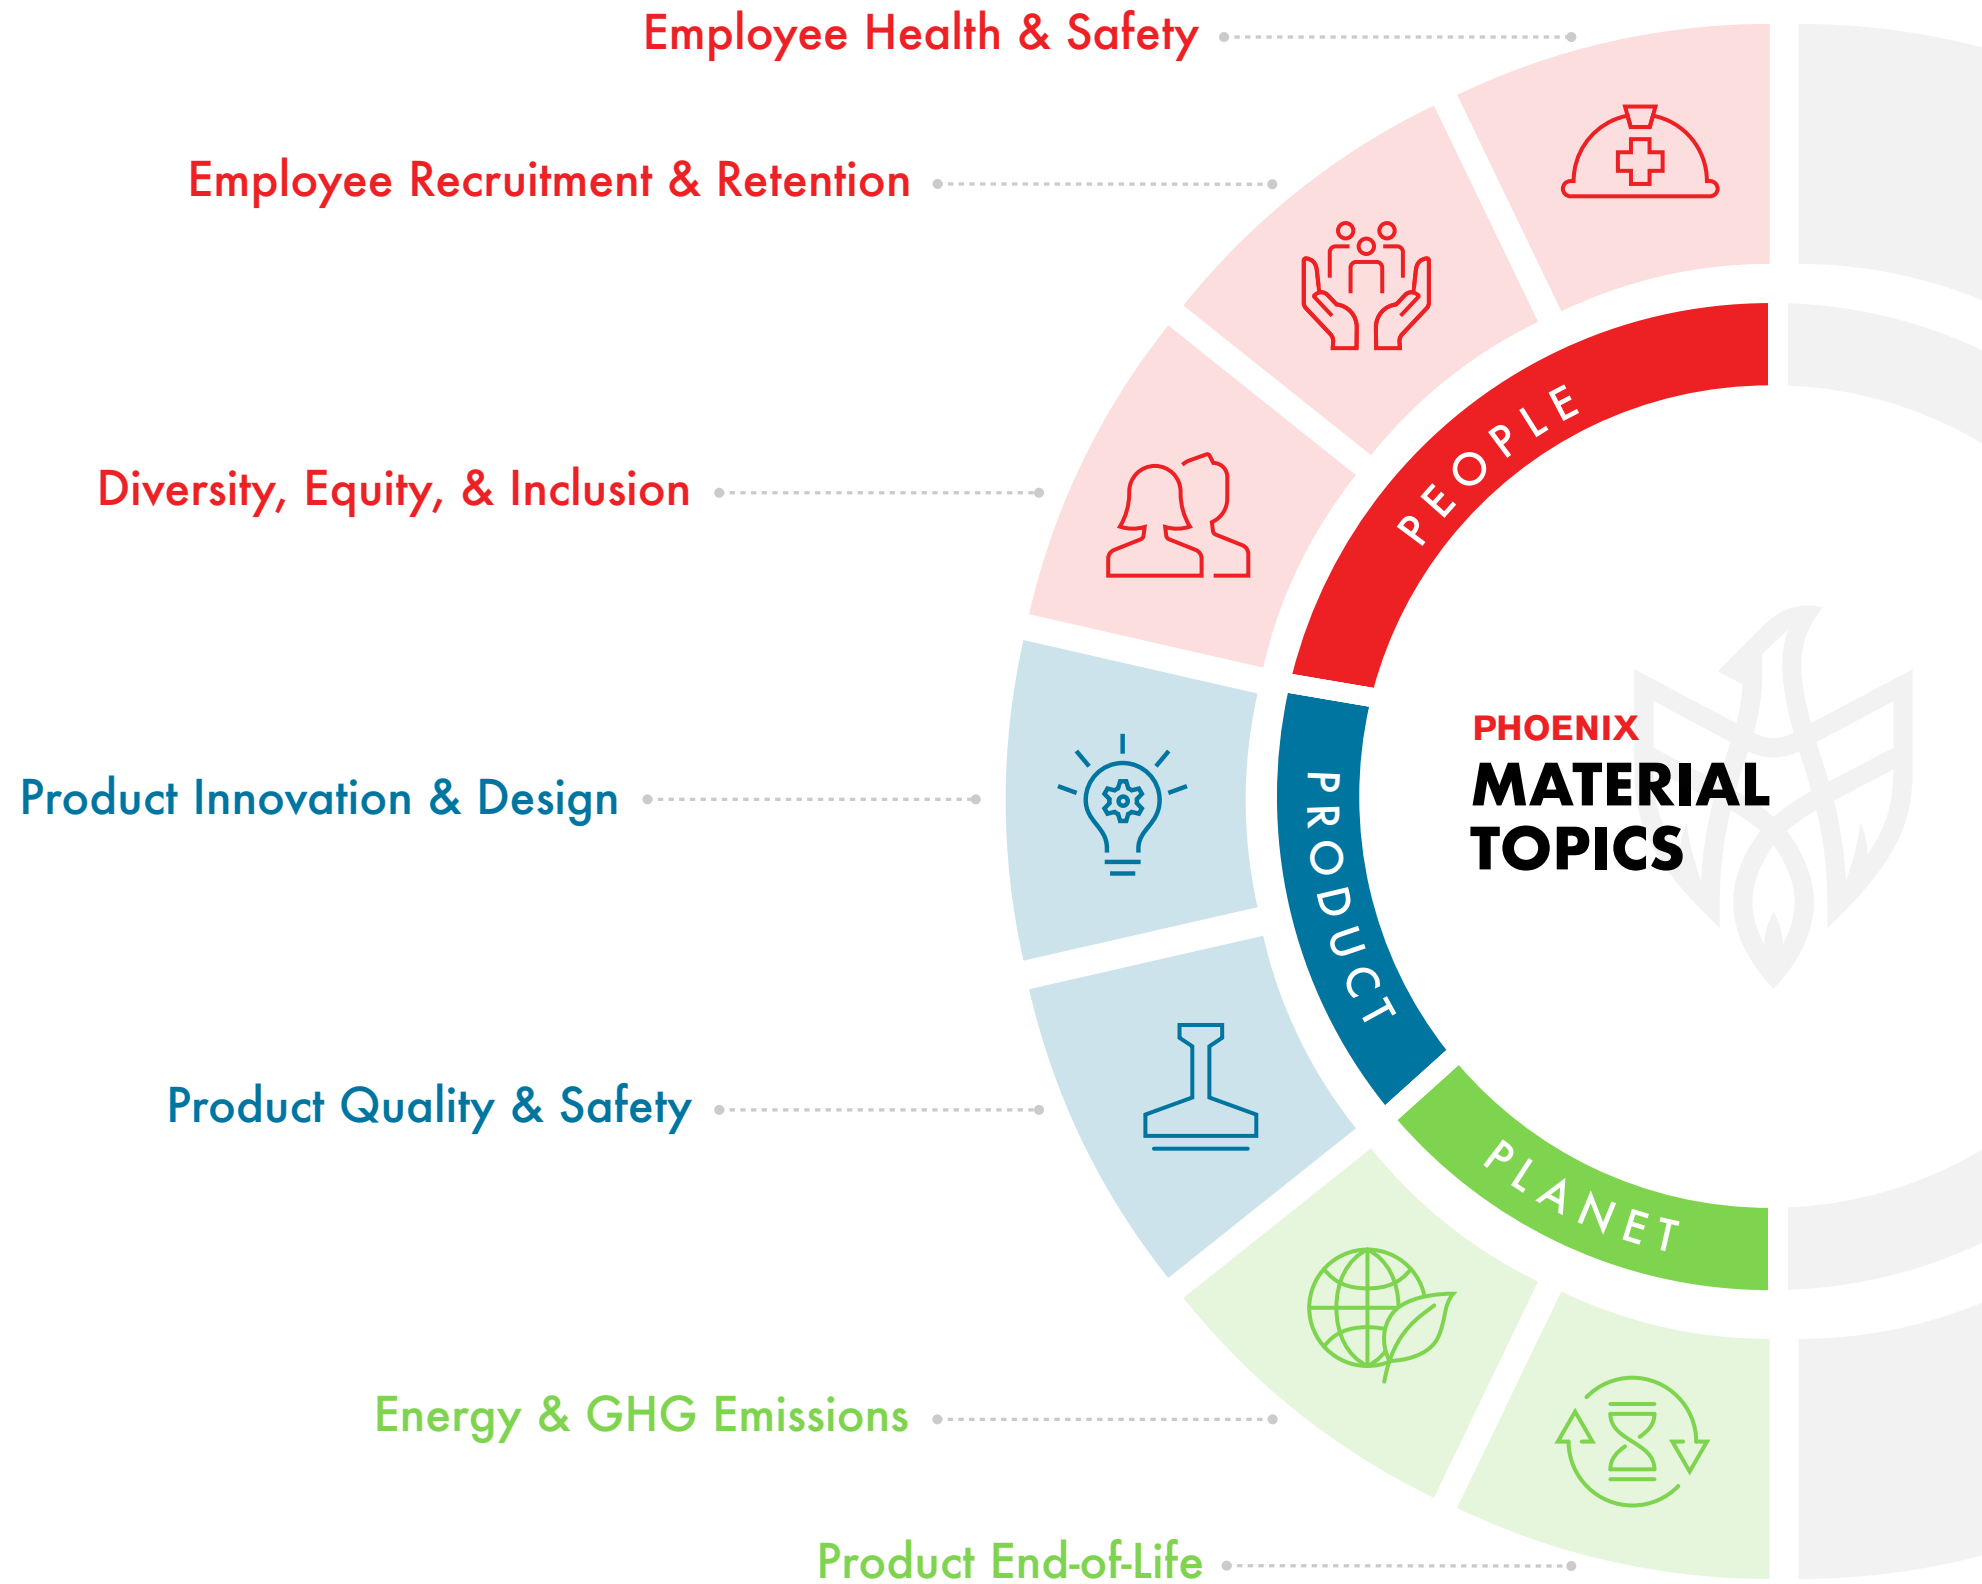 Employee Health & Safety
Employee Recruitment & Retention
Diversity, Equity, & Inclusion
Product Innovation & Design
Product Quality & Safety
Energy & GHG Emissions
Product End-of-Life
PEOPLE
PRODUCT
PLANET
PHOENIX
MATERIAL
TOPICS